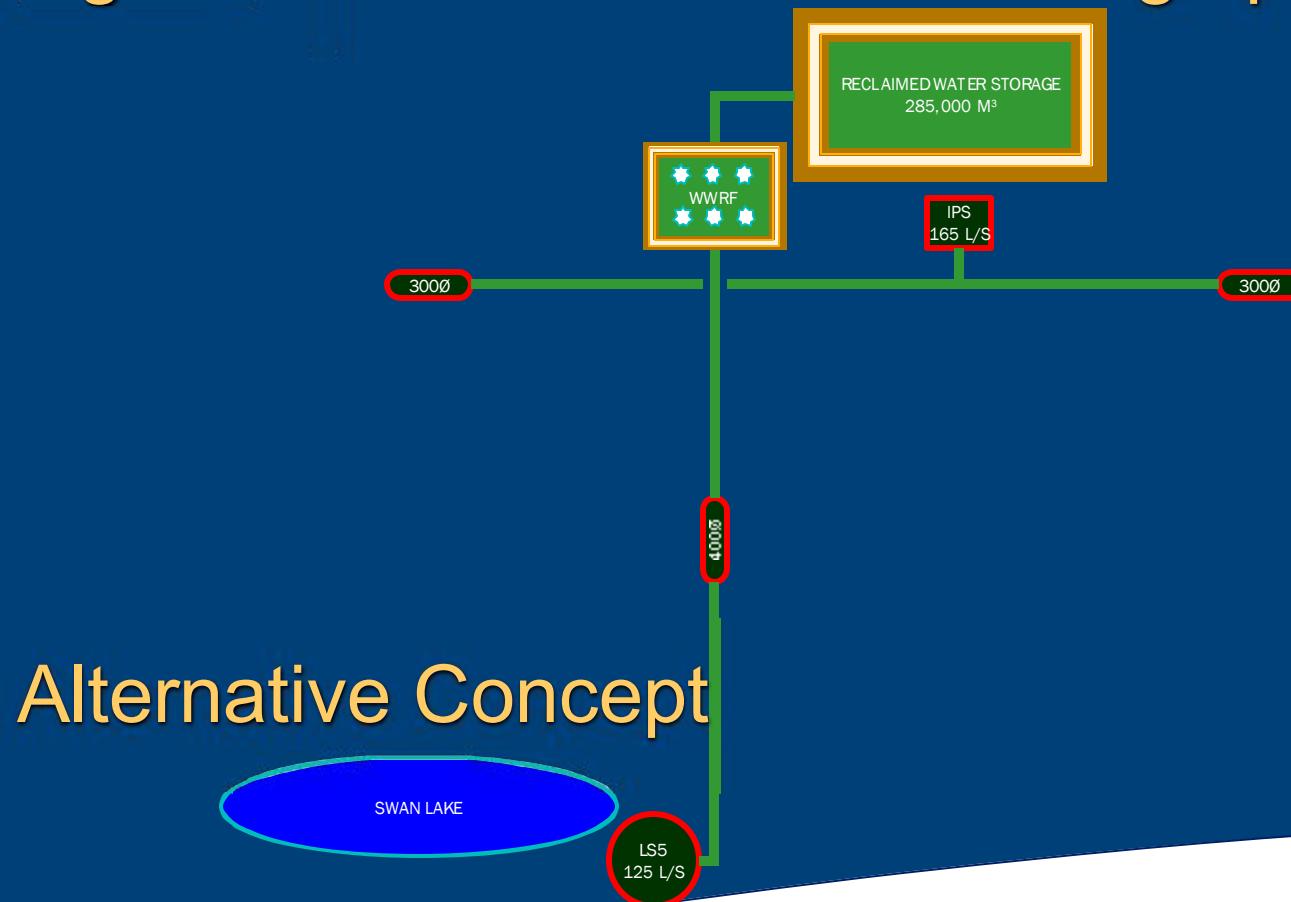 RECLAIMED WATER STORAGE
285,000 M³
WWRF
IPS
165 L/S
300Ø
300Ø
400Ø
Alternative Concept
SWAN LAKE
LS5
125 L/S